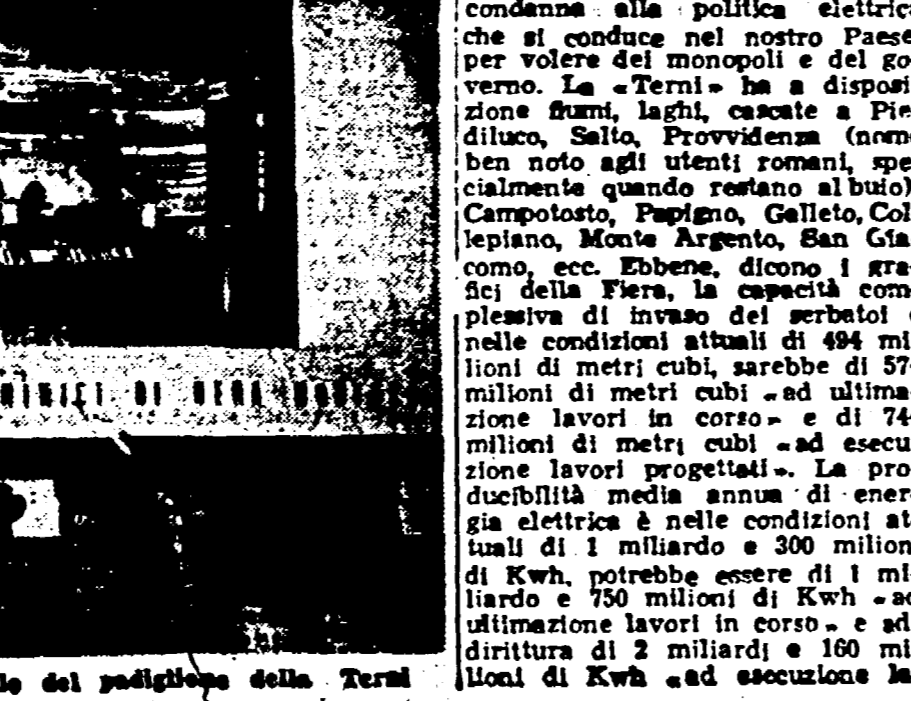 condanna alla politica elettric
che si conduce nel nostro Paese
per volere dei monopoli e del go
verno. La «Terni» ha a disposi
zione fiumi, laghi, cascate a Pie
diluco, Salto, Provvidenza (nom
ben noto agli utenti romani, spe
cialmente quando restano al buio)
Campotosto, Papigno, Galleto, Col
lepiano, Monte Argento, San Gia
como, ecc. Ebbene, dicono i gra
fici della Fiera, la capacità com
plessiva di invaso dei serbatoi
nelle condizioni attuali di 494 mi
lioni di metri cubi, sarebbe di 57
milioni di metri cubi «ad ultima
zione lavori in corso» e di 74
milioni di metri cubi «ad esecu
zione lavori progettati». La pro
ducibilità media annua di ener
gia elettrica è nelle condizioni at
tuali di 1 miliardo e 300 milion
di Kwh, potrebbe essere di 1 mi
liardo e 750 milioni di Kwh «ad
ultimazione lavori in corso» e ad
dirittura di 2 miliardi e 160 mi
lioni di Kwh «ad esecuzione la
le del padiglione della Terni